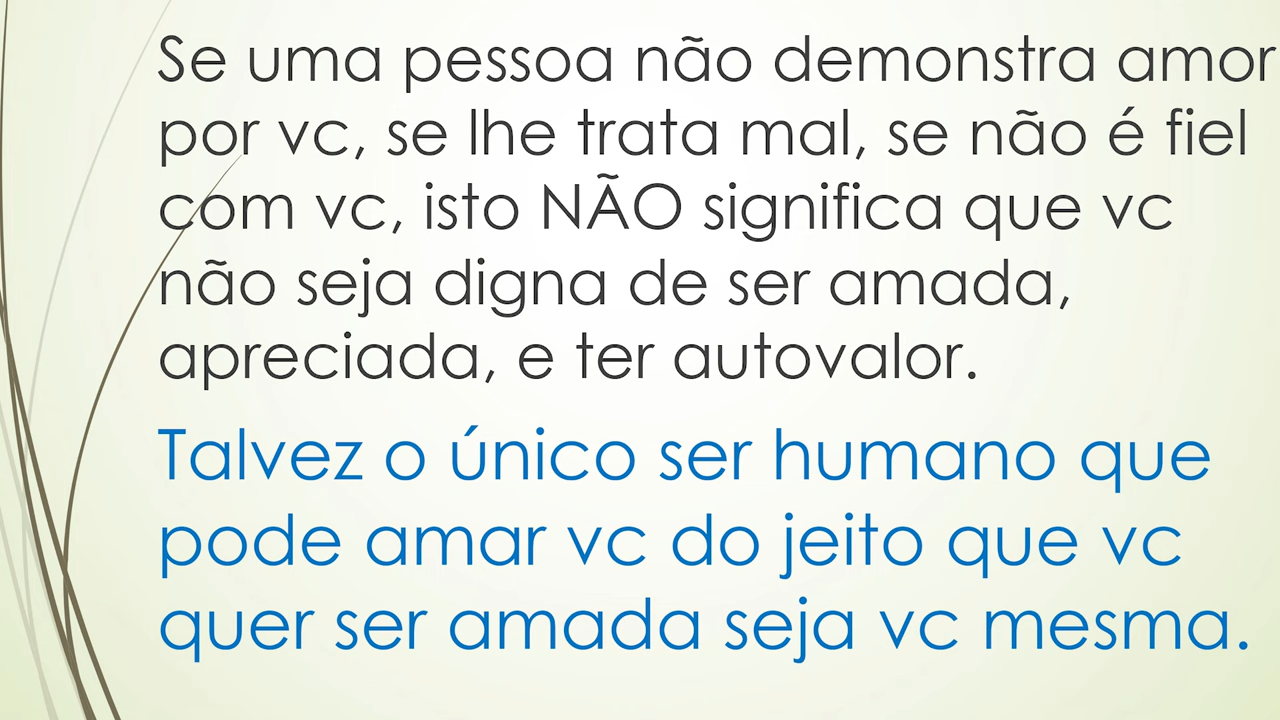 Se uma pessoa não demonstra amor
por vc, se lhe trata mal, se não é fiel
com vc, isto NÃO significa que vc
não seja digna de ser amada,
apreciada, e ter autovalor.
Talvez o único ser humano que
pode amar vc do jeito que vc
quer ser amada seja vc mesma.